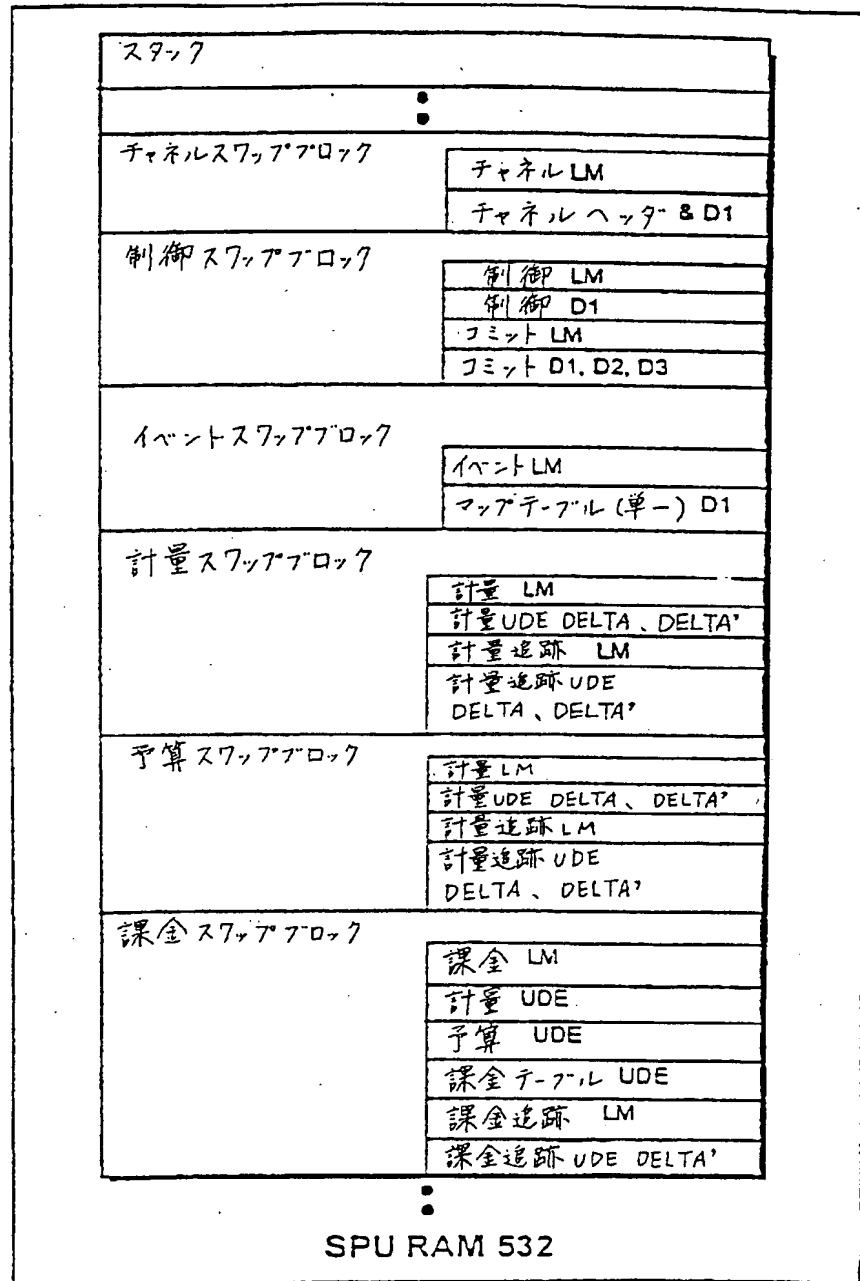 スタック
チャネルスワップブロック
チャネル LM
チャネル ヘッダ & D1
制御スワップブロック
制御 LM
制御 D1
コミット LM
コミット D1, D2, D3
イベントスワップブロック
イベント LM
マップテーブル (単一) D1
計量スワップブロック
計量 LM
計量UDE DELTA、DELTA'
計量追跡 LM
計量追跡UDE
DELTA、DELTA'
予算スワップブロック
計量LM
計量UDE DELTA、DELTA'
計量追跡LM
計量追跡UDE
DELTA、DELTA'
課金スワップブロック
課金 LM
計量 UDE
予算 UDE
課金テーブル UDE
課金追跡 LM
課金追跡 UDE DELTA'
SPU RAM 532